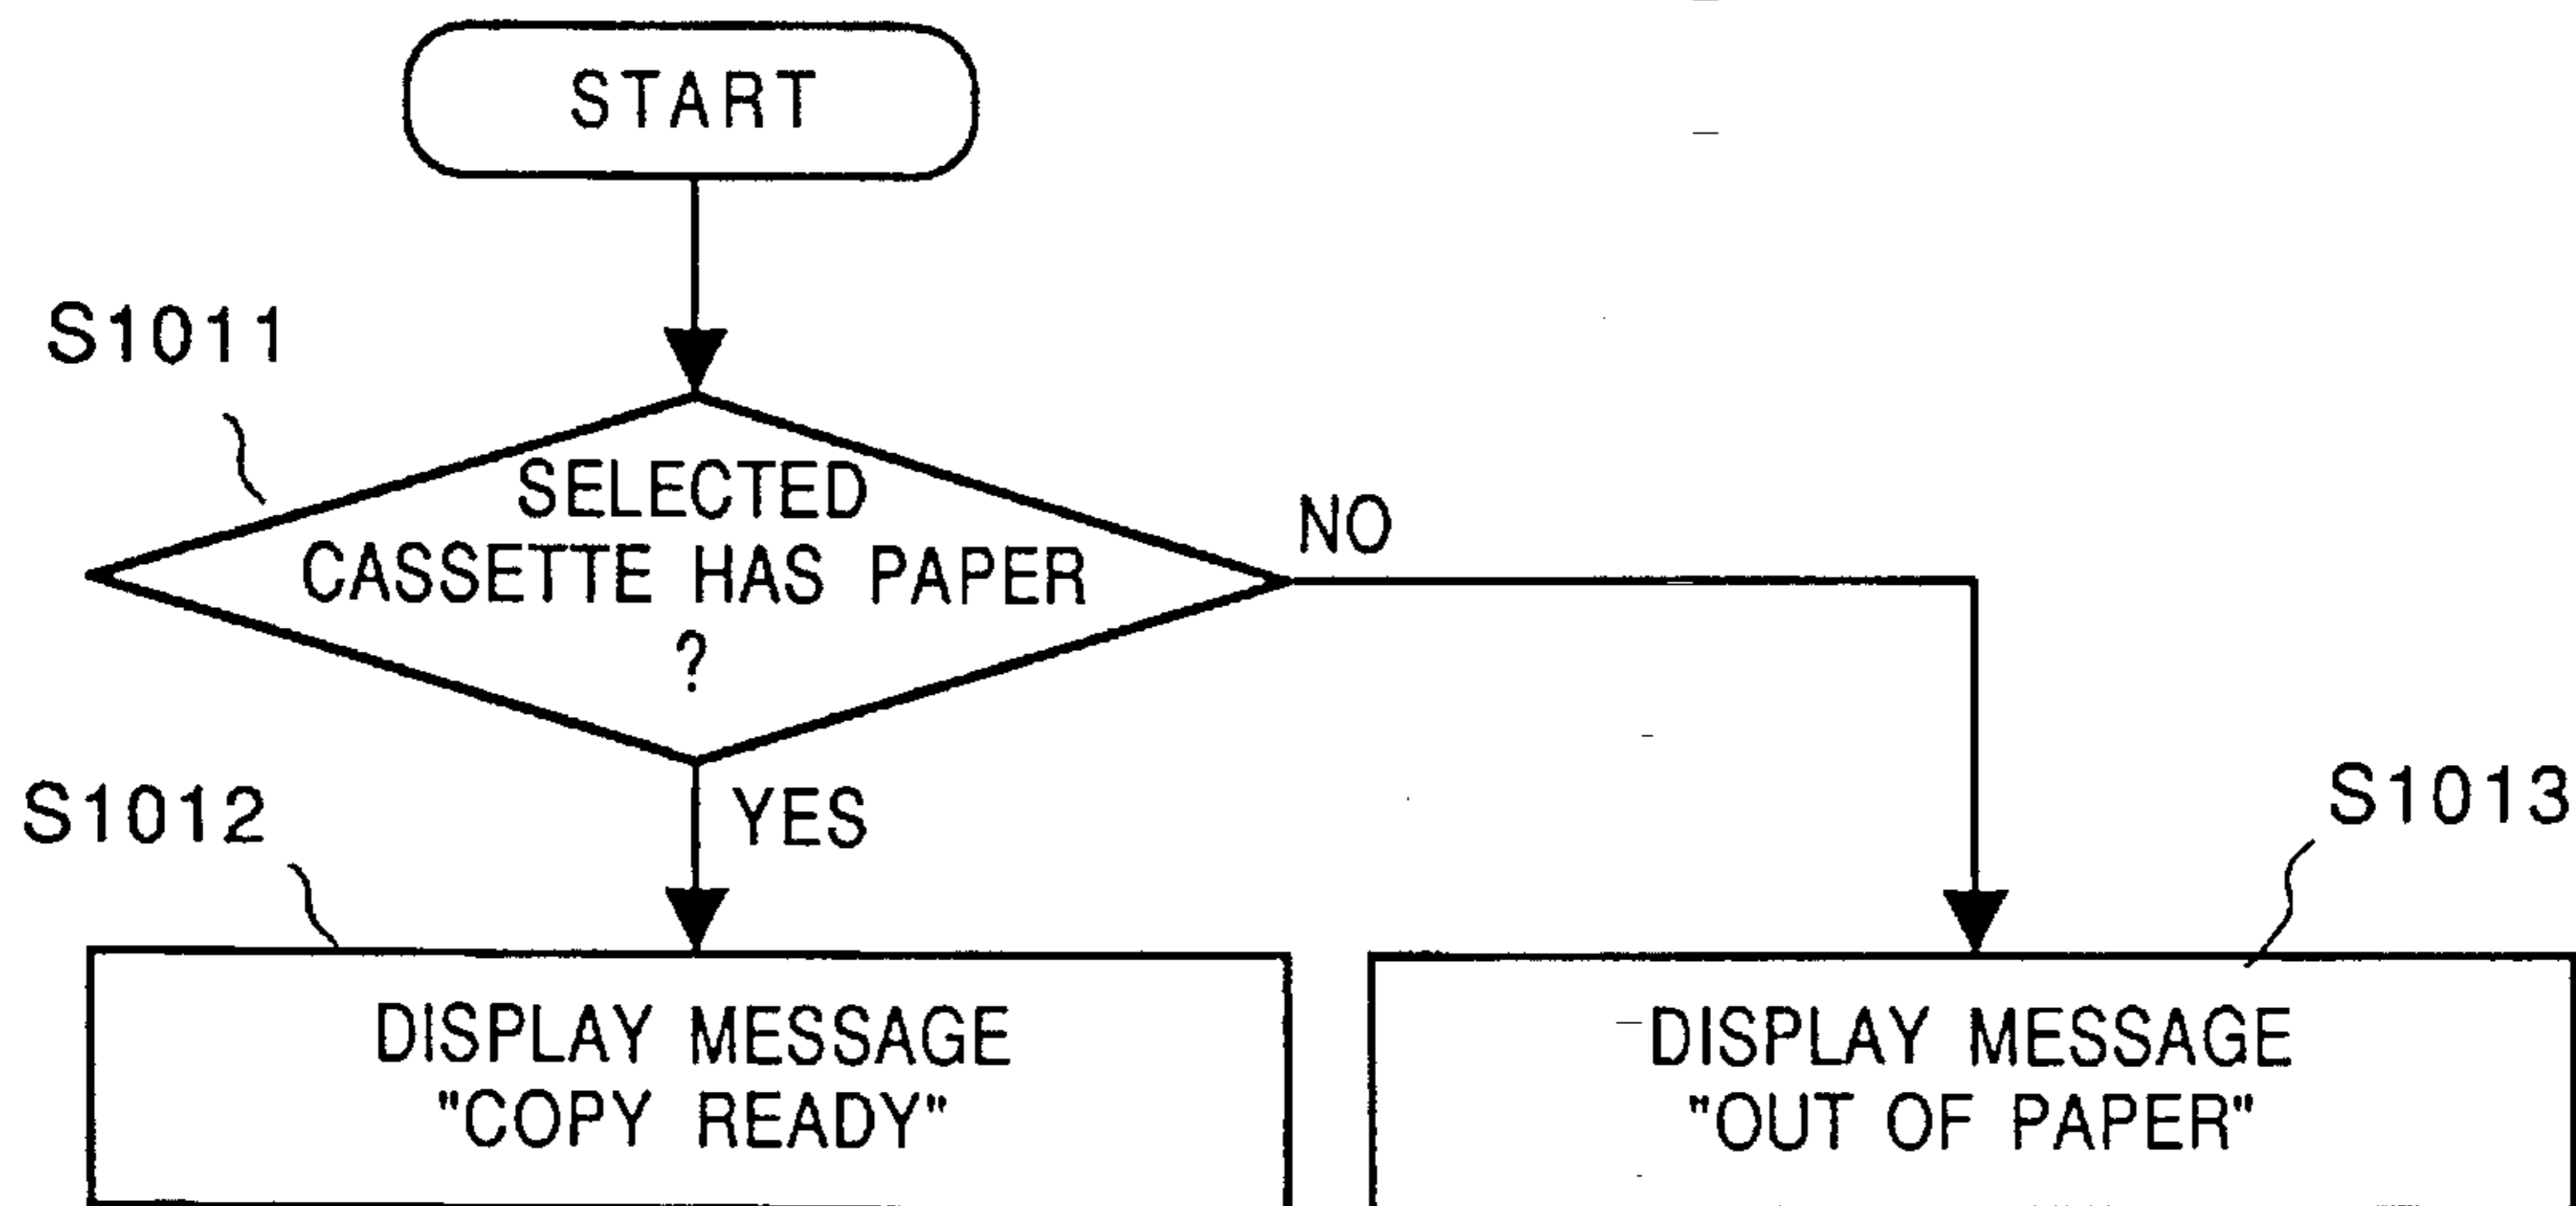 START
S1011
SELECTED
CASSETTE HAS PAPER
?
NO
YES
S1012
S1013
DISPLAY MESSAGE
"COPY READY"
DISPLAY MESSAGE
"OUT OF PAPER"